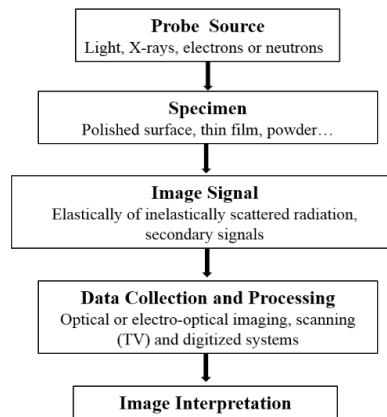 Probe Source
Light, X-rays, electrons or neutrons
Specimen
Polished surface, thin film, powder…
Image Signal
Elastically of inelastically scattered radiation,
secondary signals
Data Collection and Processing
Optical or electro-optical imaging, scanning
(TV) and digitized systems
Image Interpretation